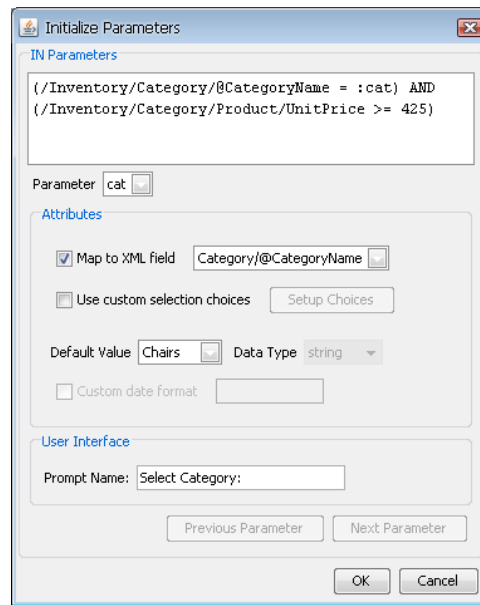 Initialize Parameters
IN Parameters
(/Inventory/Category/@CategoryName = :cat) AND
(/Inventory/Category/Product/UnitPrice >= 425)
Parameter cat
Attributes
Map to XML field Category/@CategoryName
Use custom selection choices Setup Choices
Default Value Chairs Data Type string
Custom date format
User Interface
Prompt Name: Select Category:
Previous Parameter Next Parameter
OK Cancel